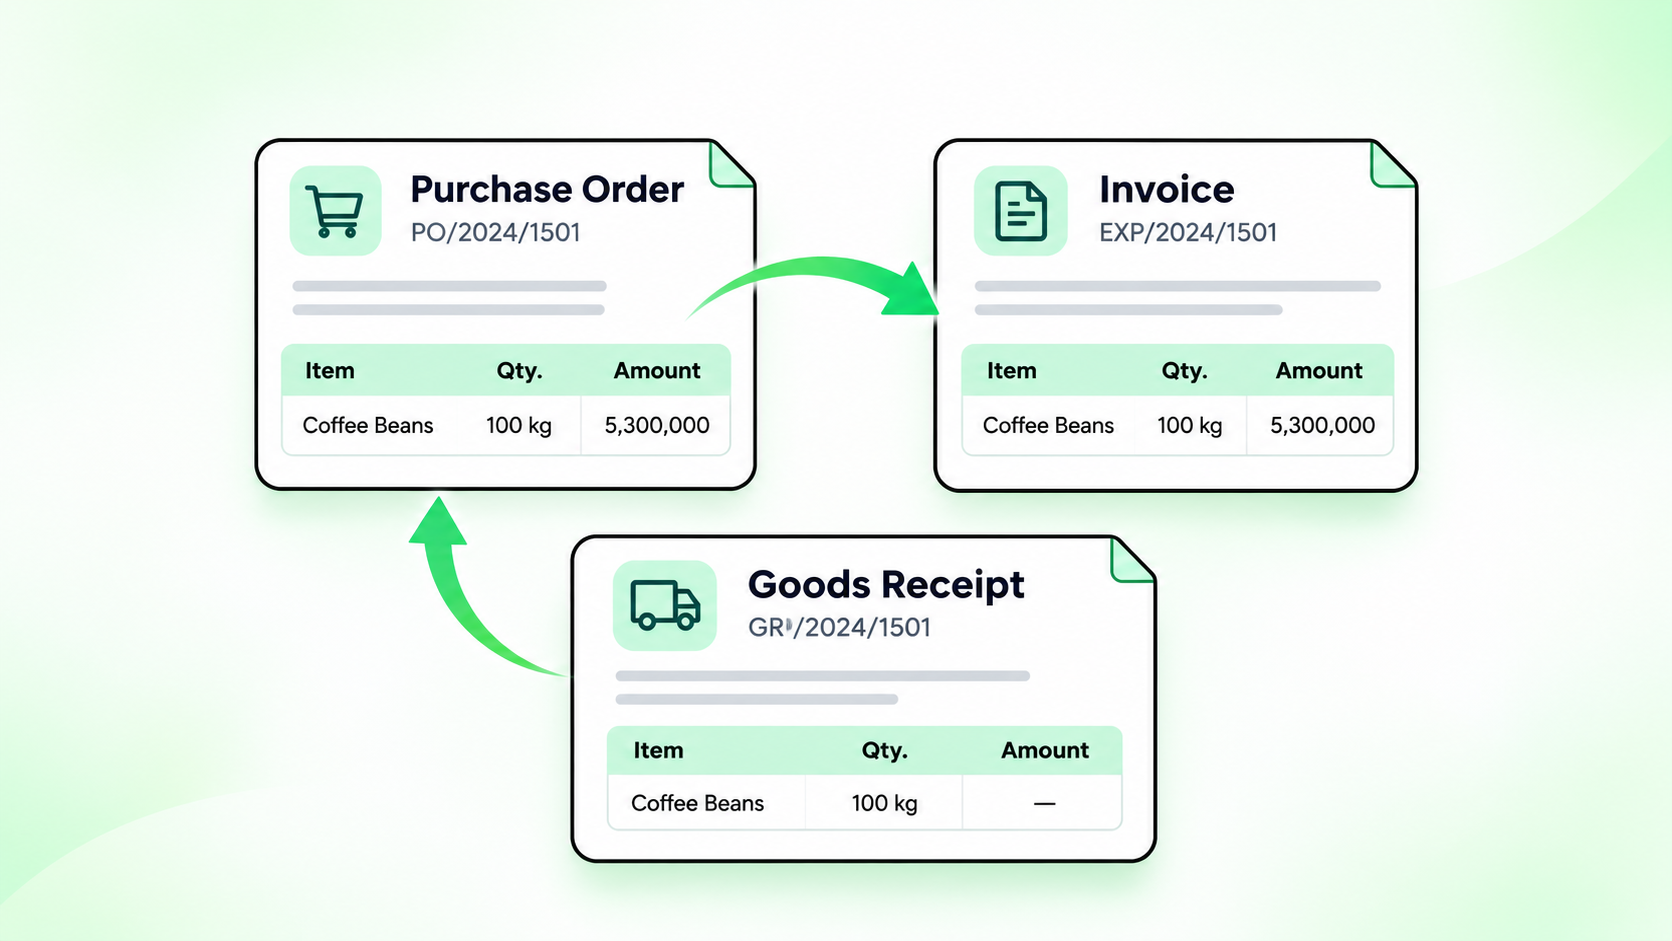 Purchase Order
PO/2024/1501
Item Qty. Amount
Coffee Beans 100 kg 5,300,000
Invoice
EXP/2024/1501
Item Qty. Amount
Coffee Beans 100 kg 5,300,000
Goods Receipt
/2024/1501
Item Qty. Amount
Coffee Beans 100 kg —